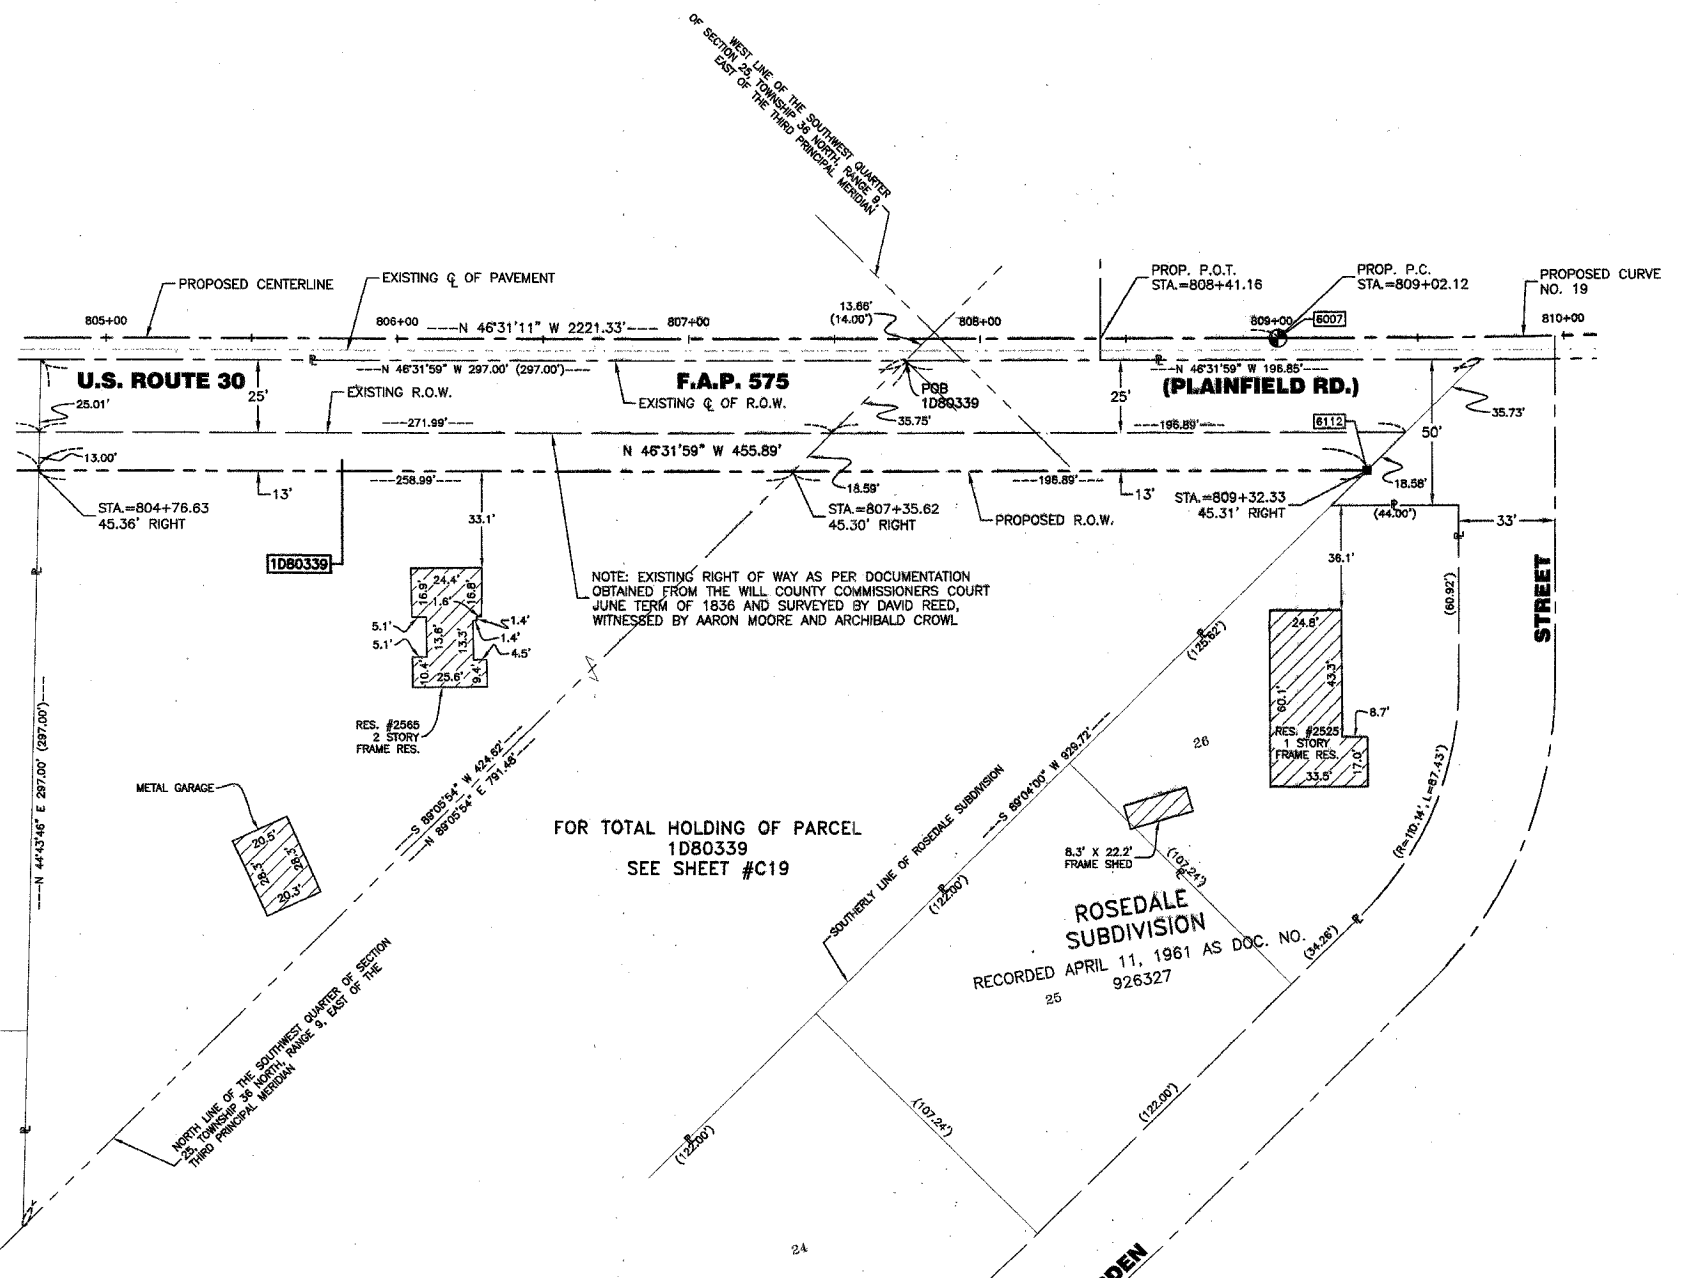 WEST LINE OF THE SOUTHWEST QUARTER
OF SECTION 25, TOWNSHIP 36 NORTH, RANGE 9,
EAST OF THE THIRD PRINCIPAL MERIDIAN
PROPOSED CENTERLINE
EXISTING ℄ OF PAVEMENT
PROP. P.O.T.
STA.=808+41.16
PROP. P.C.
STA.=809+02.12
PROPOSED CURVE
NO. 19
13.66'
(14.00')
805+00
806+00
N 46°31'11" W 2221.33'
807+00
808+00
809+00
6007
810+00
N 46°31'59" W 297.00' (297.00')
N 46°31'59" W 196.85'
U.S. ROUTE 30
F.A.P. 575
(PLAINFIELD RD.)
25'
EXISTING R.O.W.
EXISTING ℄ OF R.O.W.
POB
1D80339
25'
25.01'
271.99'
35.75'
196.89'
6112
50'
35.73'
N 46°31'59" W 455.89'
13.00'
258.99'
18.59'
196.89'
18.58'
13'
13'
STA.=804+76.63
45.36' RIGHT
33.1'
STA.=807+35.62
45.30' RIGHT
PROPOSED R.O.W.
STA.=809+32.33
45.31' RIGHT
(44.00')
33'
1D80339
NOTE: EXISTING RIGHT OF WAY AS PER DOCUMENTATION
OBTAINED FROM THE WILL COUNTY COMMISSIONERS COURT
JUNE TERM OF 1836 AND SURVEYED BY DAVID REED,
WITNESSED BY AARON MOORE AND ARCHIBALD CROWL
36.1'
(60.92')
STREET
24.4'
16.9'
16.8'
1.6'
5.1'
1.4'
13.6'
13.3'
1.4'
5.1'
4.5'
10.4'
25.6'
9.4'
RES. #2565
2 STORY
FRAME RES.
24.8'
43.3'
60.1'
8.7'
RES. #2525
1 STORY
FRAME RES.
17.0'
33.5'
(125.62')
26
N 44°43'46" E 297.00' (297.00')
METAL GARAGE
20.5'
28.3'
28.3'
20.3'
S 89°05'54" W 424.62'
N 89°05'54" E 791.48'
FOR TOTAL HOLDING OF PARCEL
1D80339
SEE SHEET #C19
SOUTHERLY LINE OF ROSEDALE SUBDIVISION
S 89°04'00" W 929.72'
(122.00')
8.3' X 22.2'
FRAME SHED
(107.24')
(R=110.14', L=87.43')
ROSEDALE
SUBDIVISION
RECORDED APRIL 11, 1961 AS DOC. NO.
926327
25
(34.26')
NORTH LINE OF THE SOUTHWEST QUARTER OF SECTION
25, TOWNSHIP 36 NORTH, RANGE 9, EAST OF THE
THIRD PRINCIPAL MERIDIAN
(122.00')
(107.24')
(122.00')
24
DEN